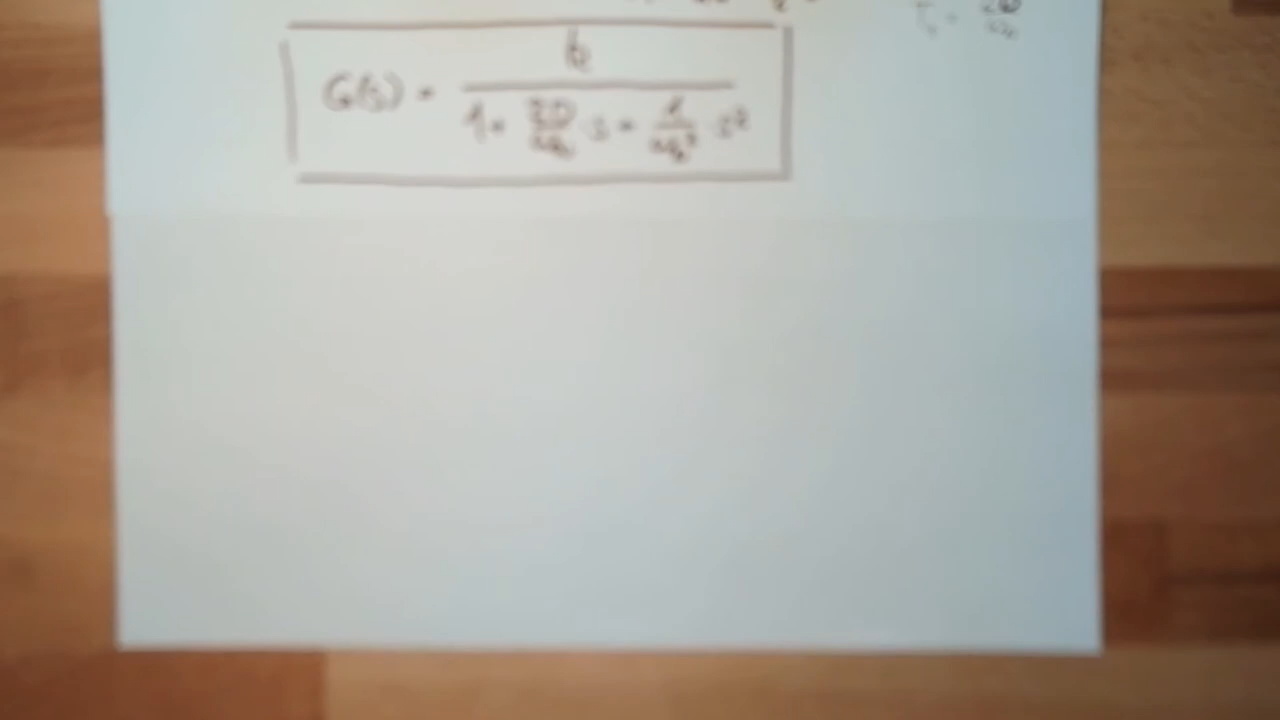 G(s) = k / (1 + 2D/ω₀ · s + 1/ω₀² · s²)